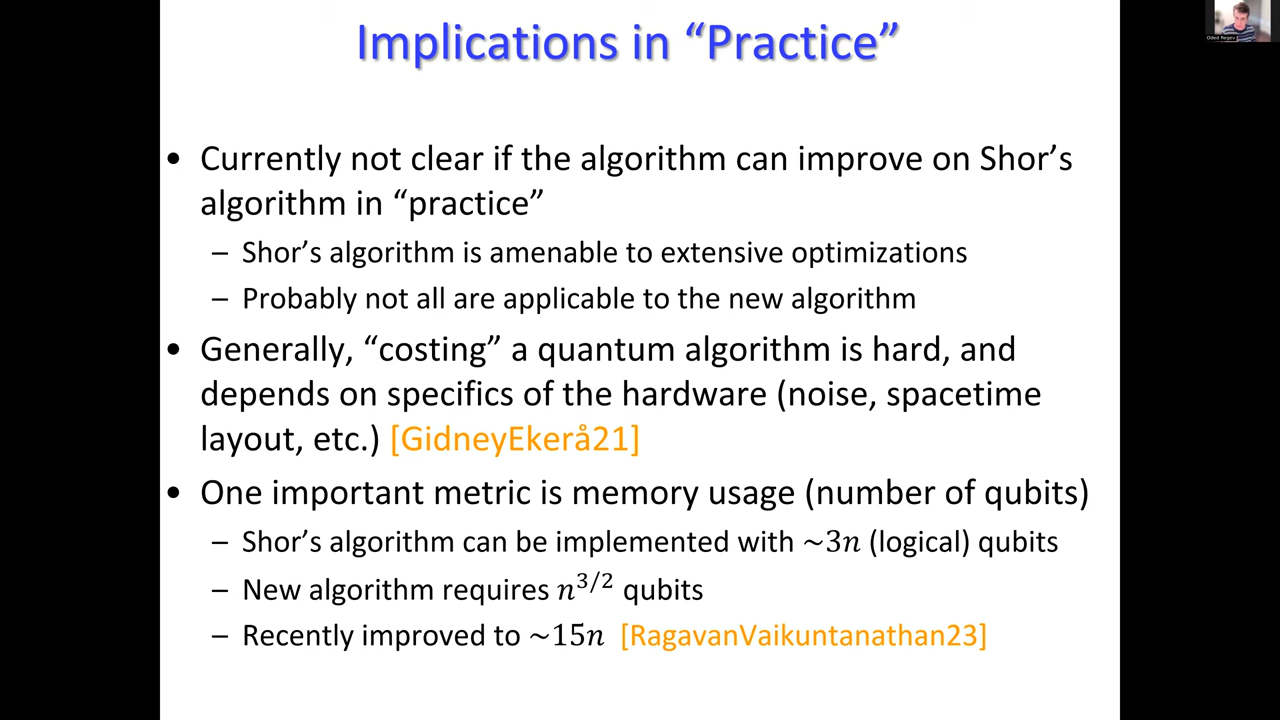 Implications in “Practice”
Oded Regev
• Currently not clear if the algorithm can improve on Shor’s
algorithm in “practice”
– Shor’s algorithm is amenable to extensive optimizations
– Probably not all are applicable to the new algorithm
• Generally, “costing” a quantum algorithm is hard, and
depends on specifics of the hardware (noise, spacetime
layout, etc.) [GidneyEkerå21]
• One important metric is memory usage (number of qubits)
– Shor’s algorithm can be implemented with ~3n (logical) qubits
– New algorithm requires n^{3/2} qubits
– Recently improved to ~15n [RagavanVaikuntanathan23]